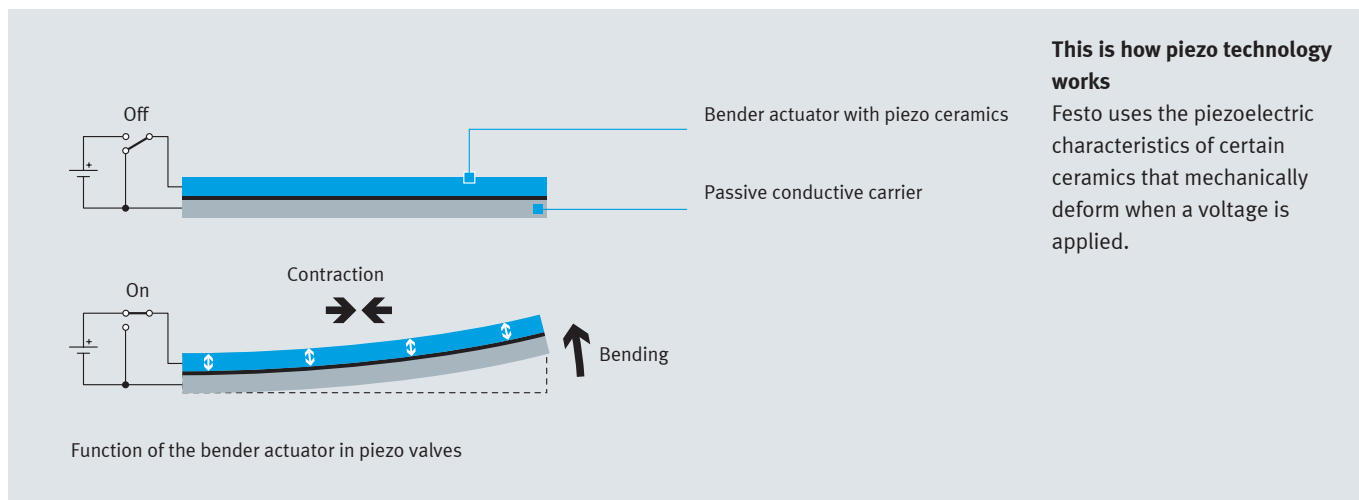 This is how piezo technology
works
Festo uses the piezoelectric
characteristics of certain
ceramics that mechanically
deform when a voltage is
applied.
Off
+
Bender actuator with piezo ceramics
Passive conductive carrier
Contraction
On
+
Bending
Function of the bender actuator in piezo valves